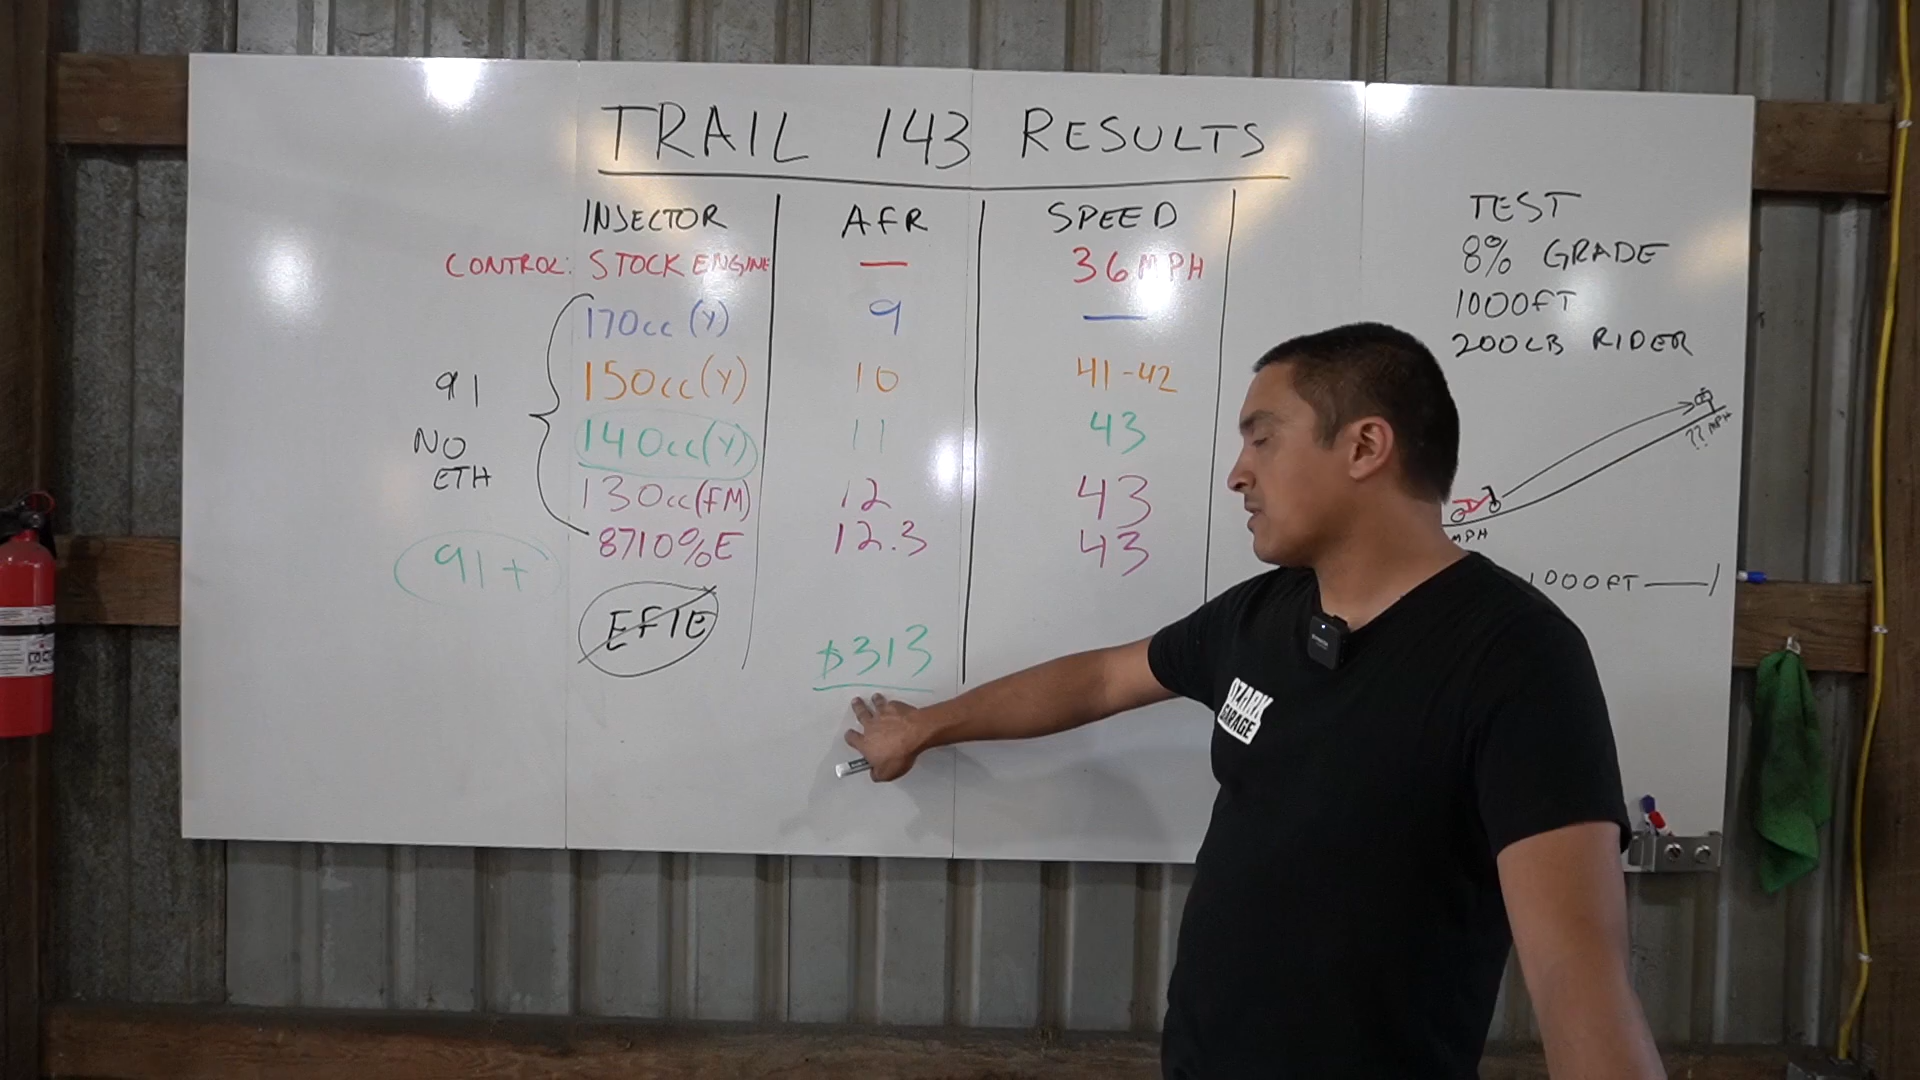 TRAIL 143 RESULTS
INJECTOR AFR SPEED
CONTROL: STOCK ENGINE — 36 MPH
170cc (Y) 9 —
150cc (Y) 10 41-42
140cc (Y) 11 43
130cc (FM) 12 43
8710%E 12.3 43
91
NO
ETH
91+
EFIE
$313
TEST
8% GRADE
1000FT
200LB RIDER
??MPH
MPH
1000FT
OZARK
GARAGE